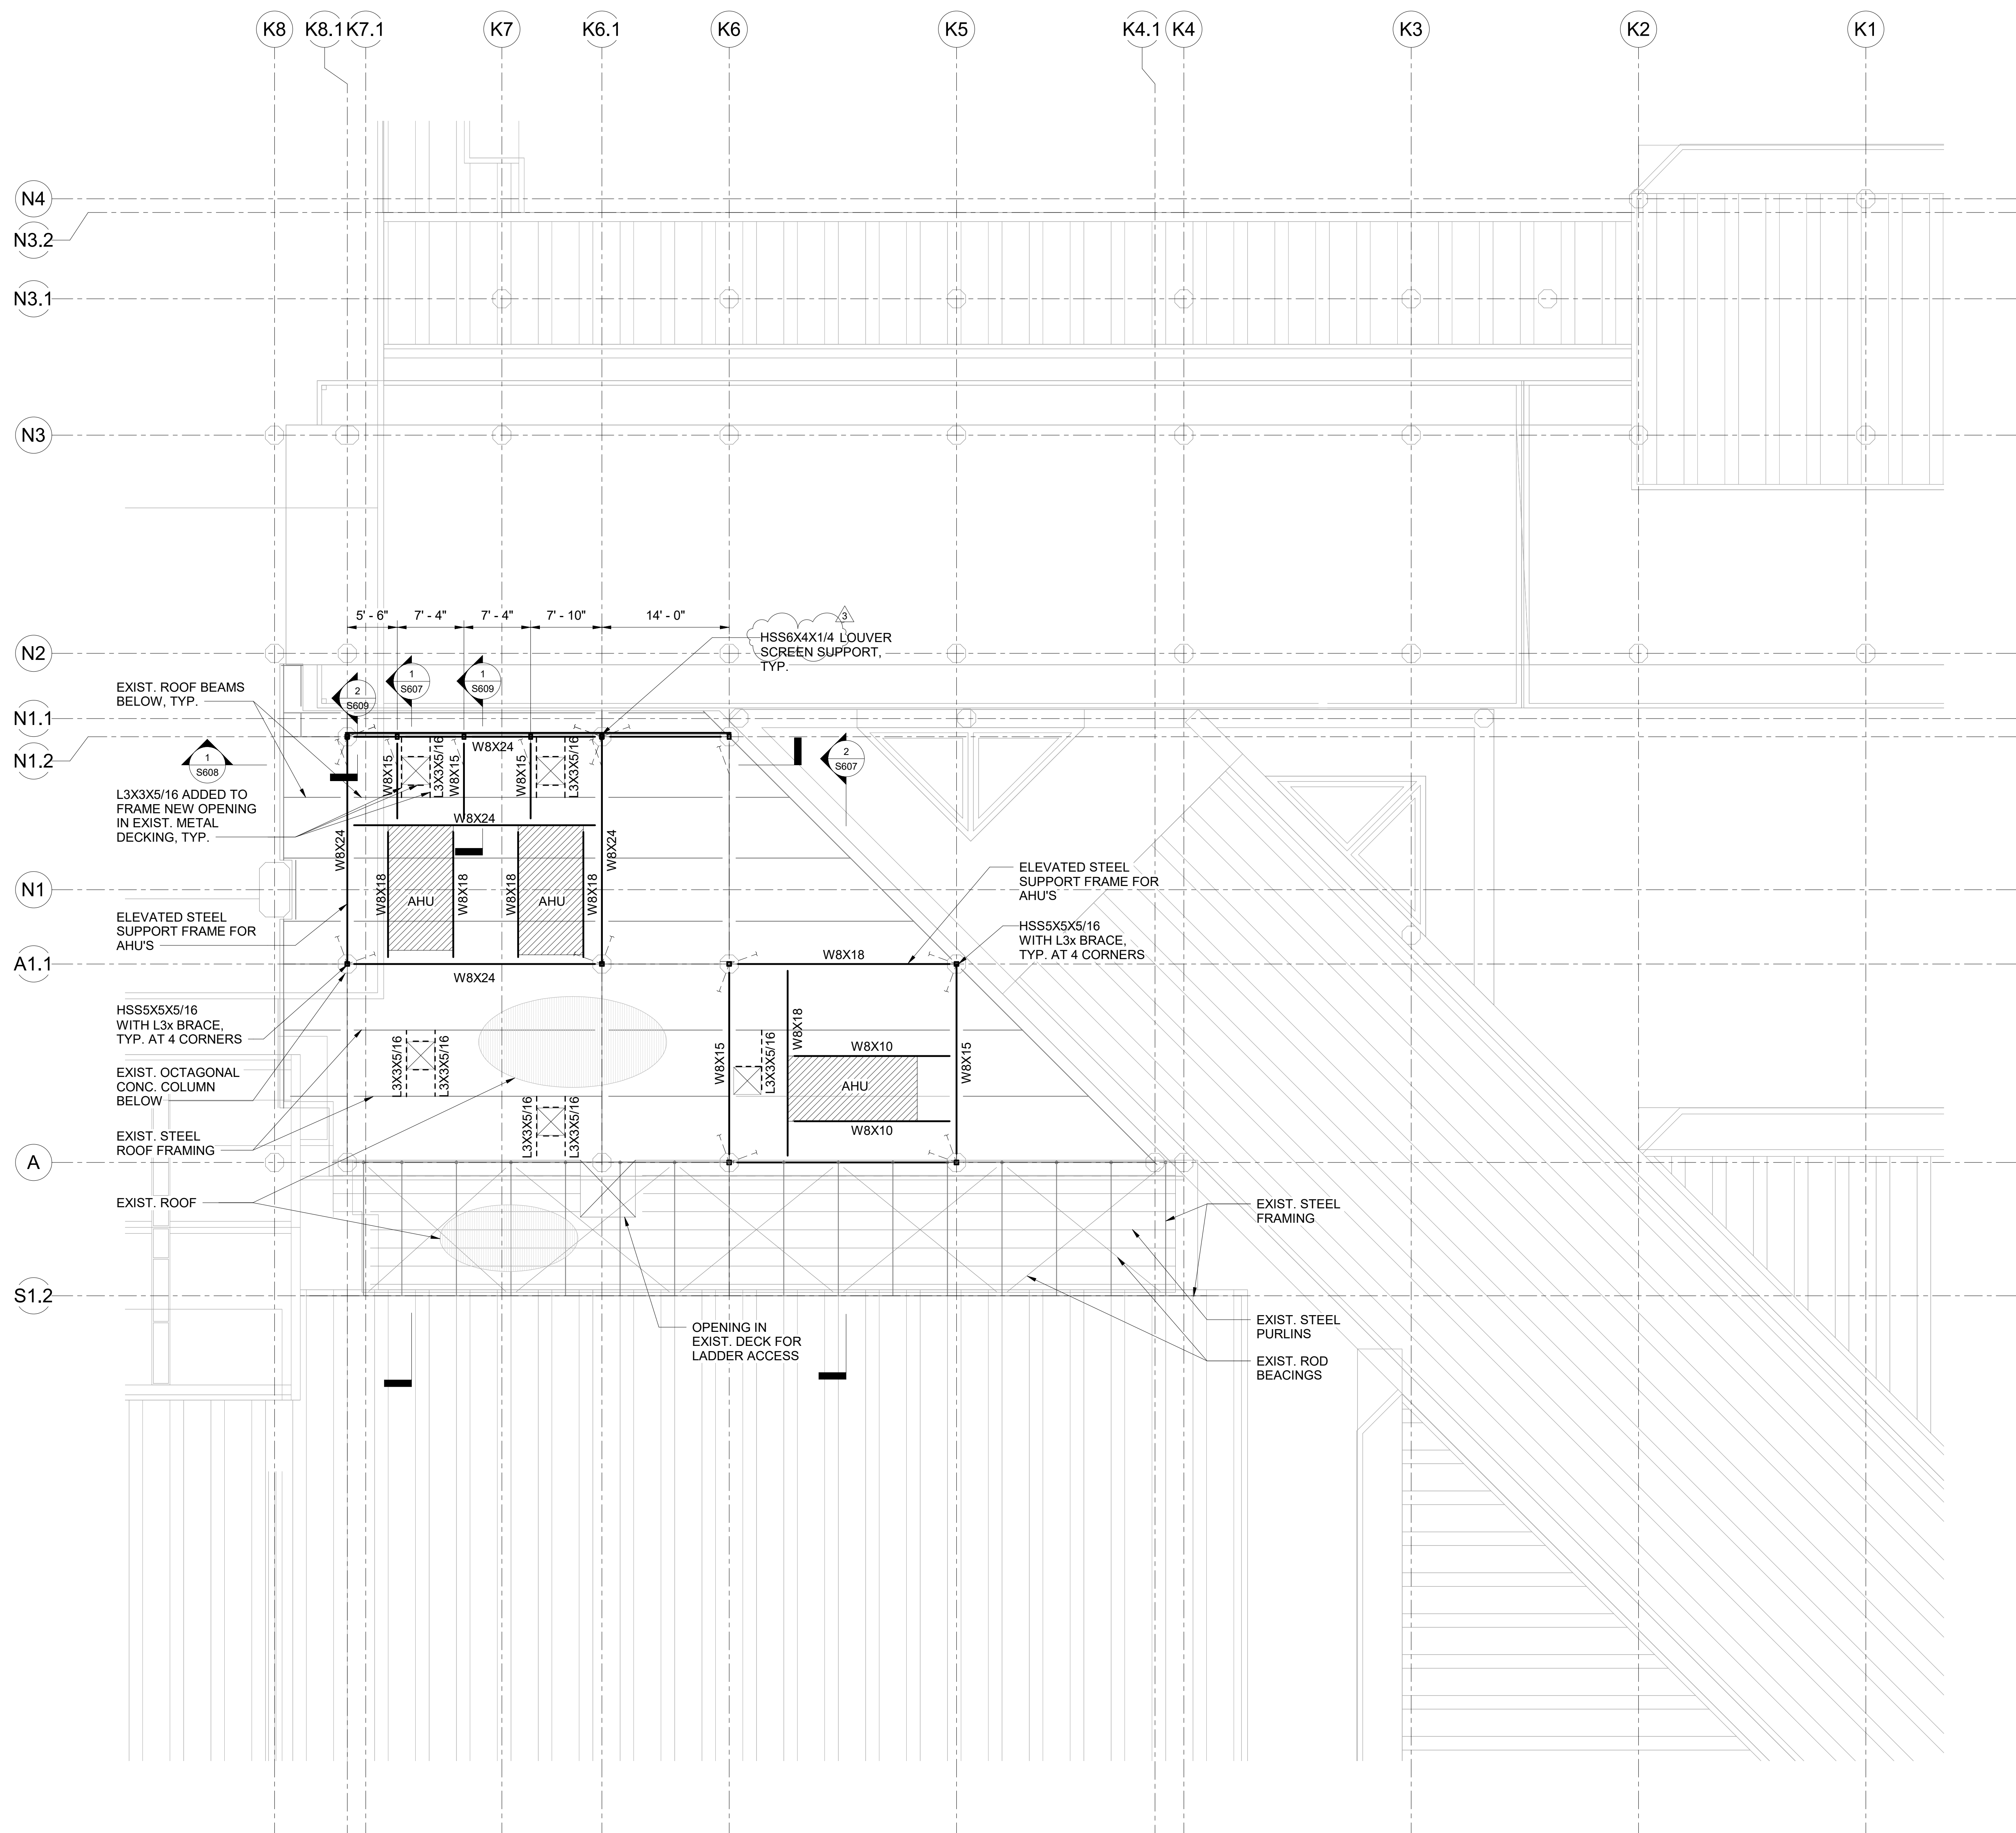 K8
K8.1
K7.1
K7
K6.1
K6
K5
K4.1
K4
K3
K2
K1
N4
N3.2
N3.1
N3
N2
N1.1
N1.2
N1
A1.1
A
S1.2
5' - 6"
7' - 4"
7' - 4"
7' - 10"
14' - 0"
3
HSS6X4X1/4 LOUVER
SCREEN SUPPORT,
TYP.
EXIST. ROOF BEAMS
BELOW, TYP.
2
S609
1
S607
1
S609
1
S608
2
S607
L3X3X5/16 ADDED TO
FRAME NEW OPENING
IN EXIST. METAL
DECKING, TYP.
W8X24
W8X15
L3X3X5/16
W8X15
W8X15
L3X3X5/16
W8X24
W8X24
W8X24
W8X18
AHU
W8X18
W8X18
AHU
W8X18
W8X24
ELEVATED STEEL
SUPPORT FRAME FOR
AHU'S
ELEVATED STEEL
SUPPORT FRAME FOR
AHU'S
HSS5X5X5/16
WITH L3x BRACE,
TYP. AT 4 CORNERS
HSS5X5X5/16
WITH L3x BRACE,
TYP. AT 4 CORNERS
EXIST. OCTAGONAL
CONC. COLUMN
BELOW
EXIST. STEEL
ROOF FRAMING
EXIST. ROOF
L3X3X5/16
L3X3X5/16
L3X3X5/16
L3X3X5/16
W8X18
W8X15
L3X3X5/16
W8X18
W8X10
AHU
W8X10
W8X15
OPENING IN
EXIST. DECK FOR
LADDER ACCESS
EXIST. STEEL
FRAMING
EXIST. STEEL
PURLINS
EXIST. ROD
BEACINGS